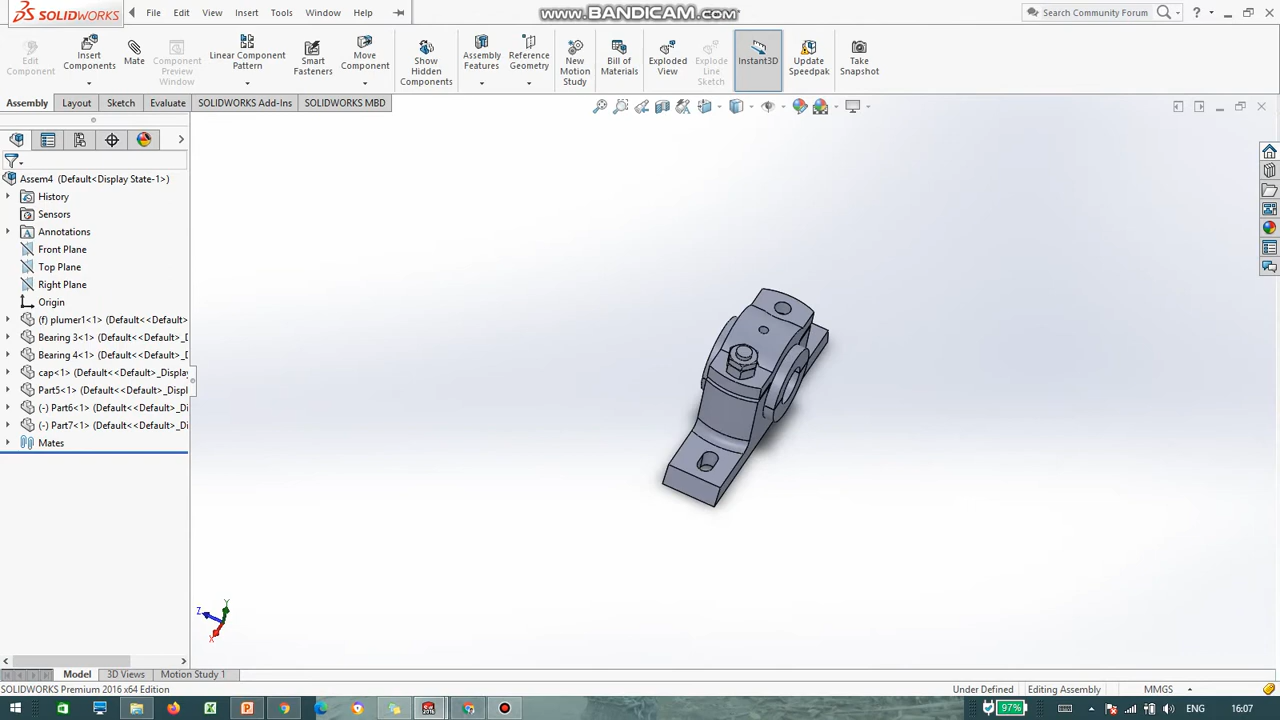 SOLIDWORKS File Edit View Insert Tools Window Help
www.BANDICAM.com
Search Community Forum
?
Edit Component
Insert Components
Mate
Component Preview Window
Linear Component Pattern
Smart Fasteners
Move Component
Show Hidden Components
Assembly Features
Reference Geometry
New Motion Study
Bill of Materials
Exploded View
Explode Line Sketch
Instant3D
Update Speedpak
Take Snapshot
Assembly Layout Sketch Evaluate SOLIDWORKS Add-Ins SOLIDWORKS MBD
Assem4 (Default<Display State-1>)
History
Sensors
Annotations
Front Plane
Top Plane
Right Plane
Origin
(f) plumer1<1> (Default<<Default>
Bearing 3<1> (Default<<Default>_D
Bearing 4<1> (Default<<Default>_D
cap<1> (Default<<Default>_Display
Part5<1> (Default<<Default>_Displ
(-) Part6<1> (Default<<Default>_Di
(-) Part7<1> (Default<<Default>_Di
Mates
Y
Z
X
Model 3D Views Motion Study 1
SOLIDWORKS Premium 2016 x64 Edition
Under Defined Editing Assembly MMGS
97% ENG 16:07